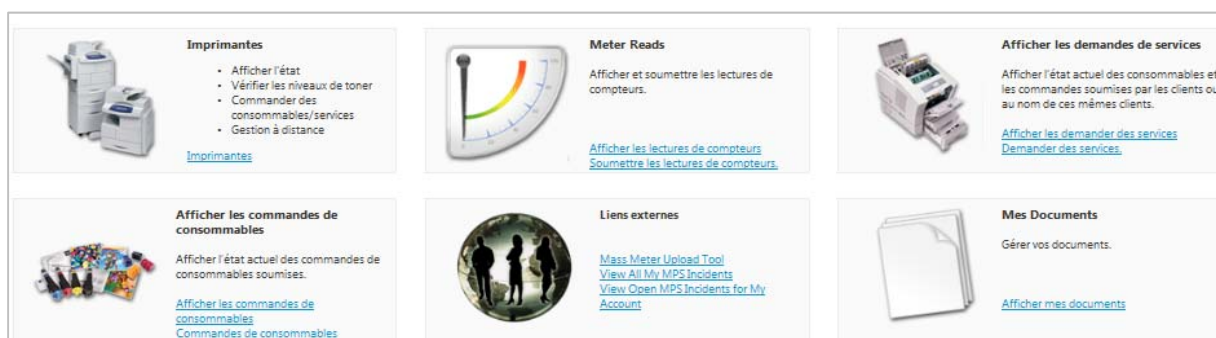 Imprimantes
Afficher l'état
Vérifier les niveaux de toner
Commander des
consommables/services
Gestion à distance
Imprimantes
Meter Reads
Afficher et soumettre les lectures de
compteurs.
Afficher les lectures de compteurs
Soumettre les lectures de compteurs.
Afficher les demandes de services
Afficher l'état actuel des consommables et
les commandes soumises par les clients ou
au nom de ces mêmes clients.
Afficher les demander des services
Demander des services.
Afficher les commandes de
consommables
Afficher l'état actuel des commandes de
consommables soumises.
Afficher les commandes de
consommables
Commandes de consommables
Liens externes
Mass Meter Upload Tool
View All My MPS Incidents
View Open MPS Incidents for My
Account
Mes Documents
Gérer vos documents.
Afficher mes documents